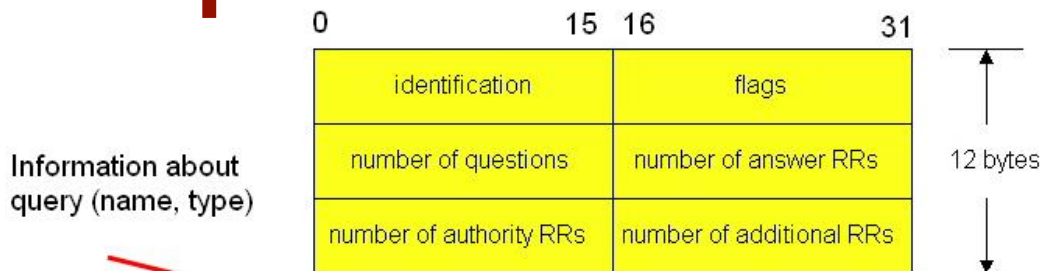 0 15 16 31
identification flags
Information about
query (name, type)
number of questions number of answer RRs 12 bytes
number of authority RRs number of additional RRs